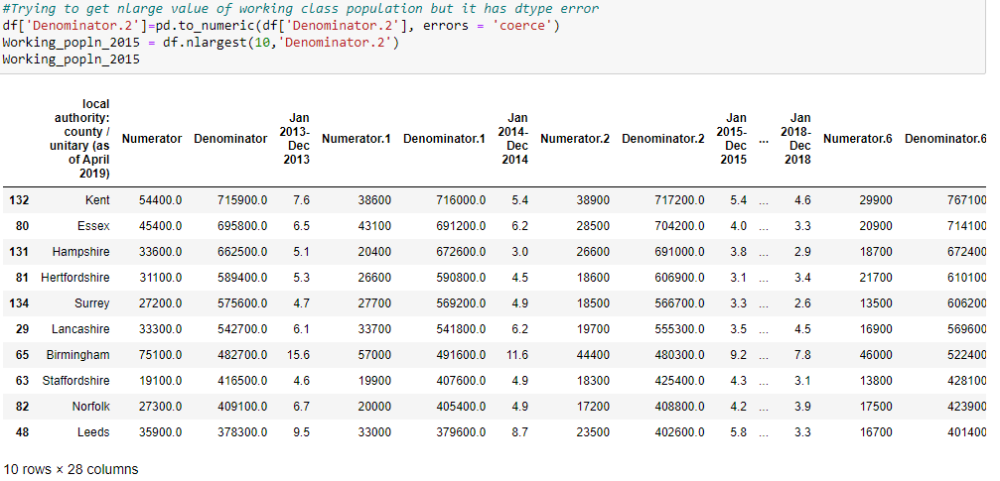 #Trying to get nlarge value of working class population but it has dtype error
df['Denominator.2']=pd.to_numeric(df['Denominator.2'], errors = 'coerce')
Working_popln_2015 = df.nlargest(10,'Denominator.2')
Working_popln_2015
local authority: county / unitary (as of April 2019) Numerator Denominator Jan 2013- Dec 2013 Numerator.1 Denominator.1 Jan 2014- Dec 2014 Numerator.2 Denominator.2 Jan 2015- Dec 2015 ... Jan 2018- Dec 2018 Numerator.6 Denominator.6
132 Kent 54400.0 715900.0 7.6 38600 716000.0 5.4 38900 717200.0 5.4 ... 4.6 29900 767100
80 Essex 45400.0 695800.0 6.5 43100 691200.0 6.2 28500 704200.0 4.0 ... 3.3 20900 714100
131 Hampshire 33600.0 662500.0 5.1 20400 672600.0 3.0 26600 691000.0 3.8 ... 2.9 18700 672400
81 Hertfordshire 31100.0 589400.0 5.3 26600 590800.0 4.5 18600 606900.0 3.1 ... 3.4 21700 610100
134 Surrey 27200.0 575600.0 4.7 27700 569200.0 4.9 18500 566700.0 3.3 ... 2.6 13500 606200
29 Lancashire 33300.0 542700.0 6.1 33700 541800.0 6.2 19700 555300.0 3.5 ... 4.5 16900 569600
65 Birmingham 75100.0 482700.0 15.6 57000 491600.0 11.6 44400 480300.0 9.2 ... 7.8 46000 522400
63 Staffordshire 19100.0 416500.0 4.6 19900 407600.0 4.9 18300 425400.0 4.3 ... 3.1 13800 428100
82 Norfolk 27300.0 409100.0 6.7 20000 405400.0 4.9 17200 408800.0 4.2 ... 3.9 17500 423900
48 Leeds 35900.0 378300.0 9.5 33000 379600.0 8.7 23500 402600.0 5.8 ... 3.3 16700 401400
10 rows × 28 columns